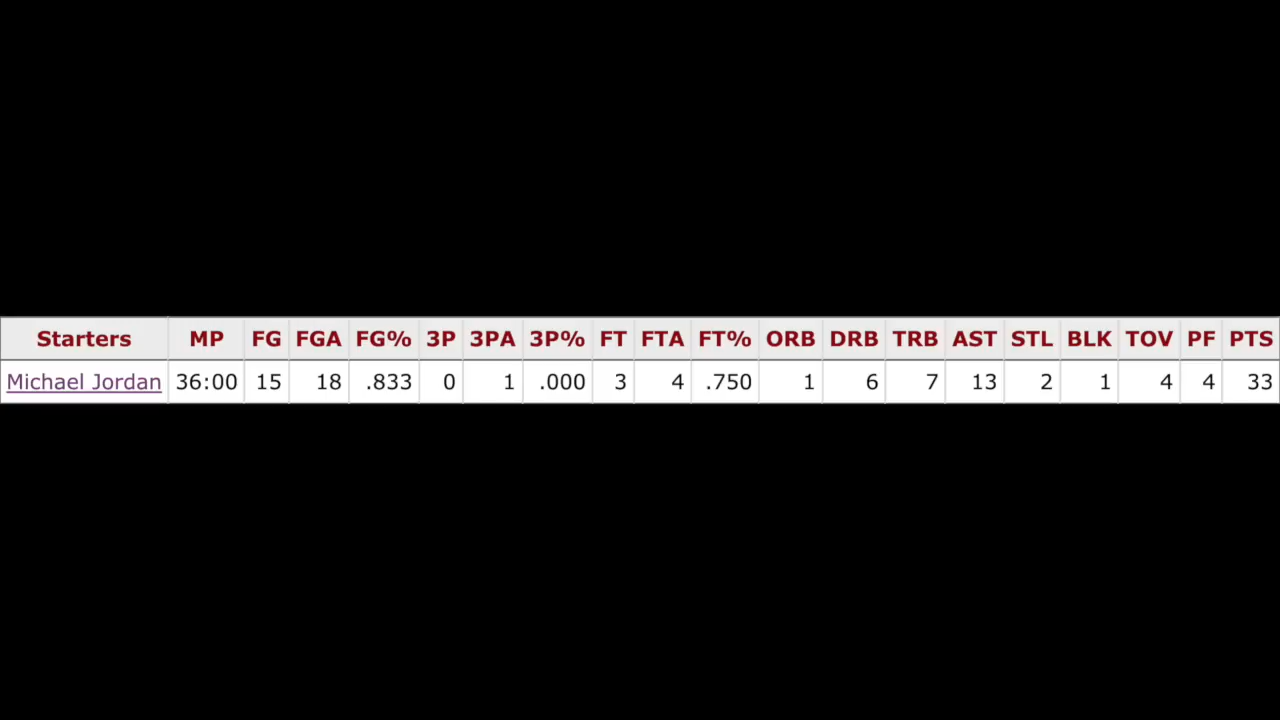 Starters MP FG FGA FG% 3P 3PA 3P% FT FTA FT% ORB DRB TRB AST STL BLK TOV PF PTS
Michael Jordan 36:00 15 18 .833 0 1 .000 3 4 .750 1 6 7 13 2 1 4 4 33